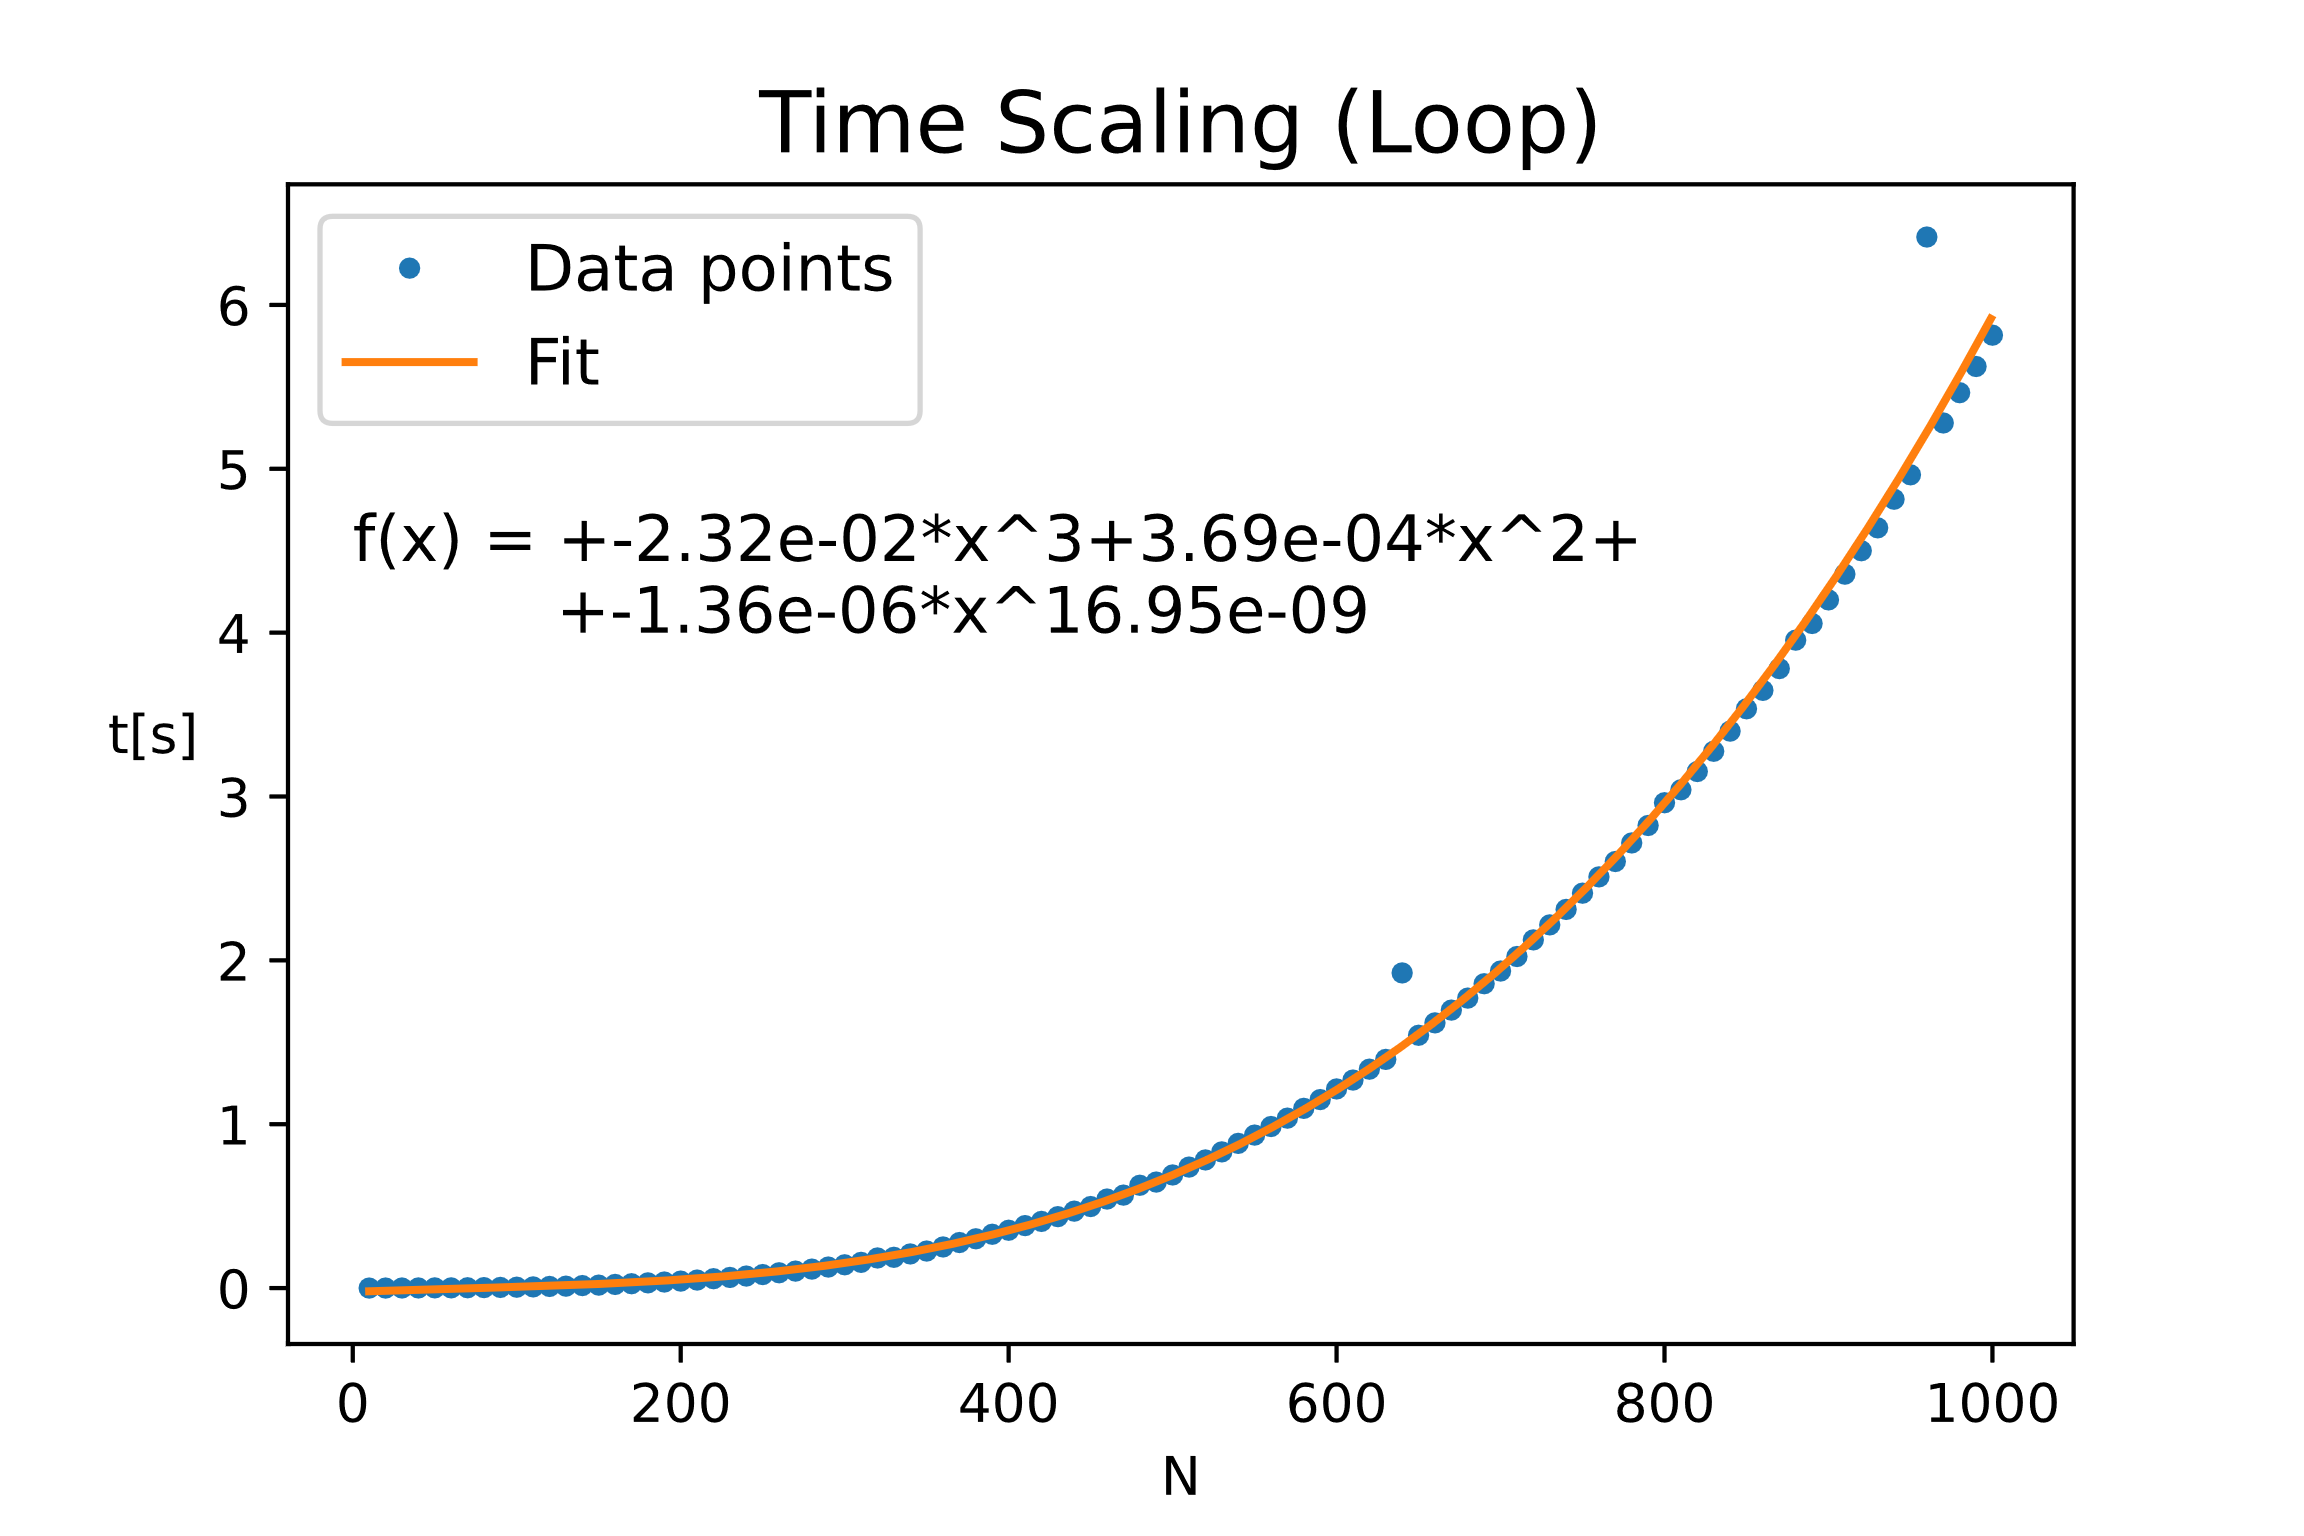 Time Scaling (Loop)
Data points
Fit
f(x) = +-2.32e-02*x^3+3.69e-04*x^2+
+-1.36e-06*x^16.95e-09
6
5
4
3
2
1
0
t[s]
0 200 400 600 800 1000
N